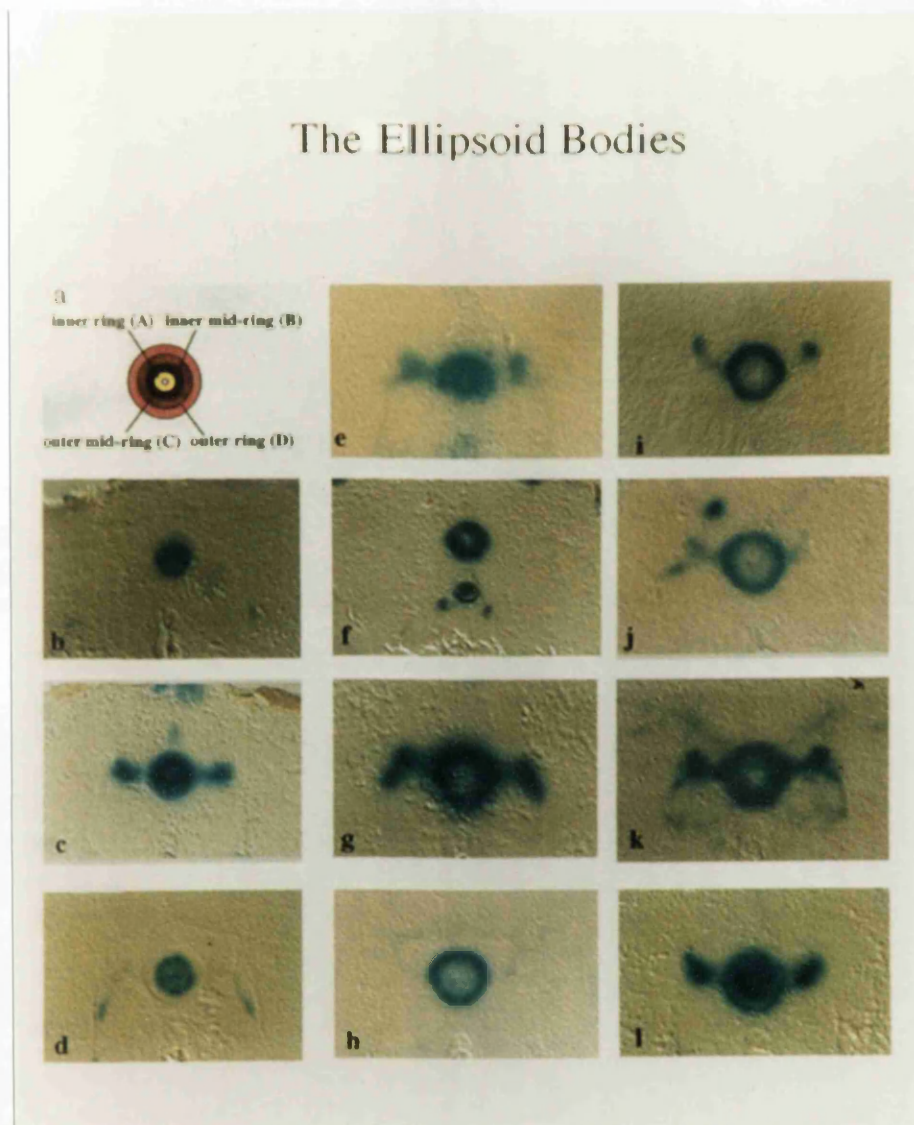 The Ellipsoid Bodies
a
inner ring (A) inner mid-ring (B)
outer mid-ring (C) outer ring (D)
b
c
d
e
f
g
h
i
j
k
l